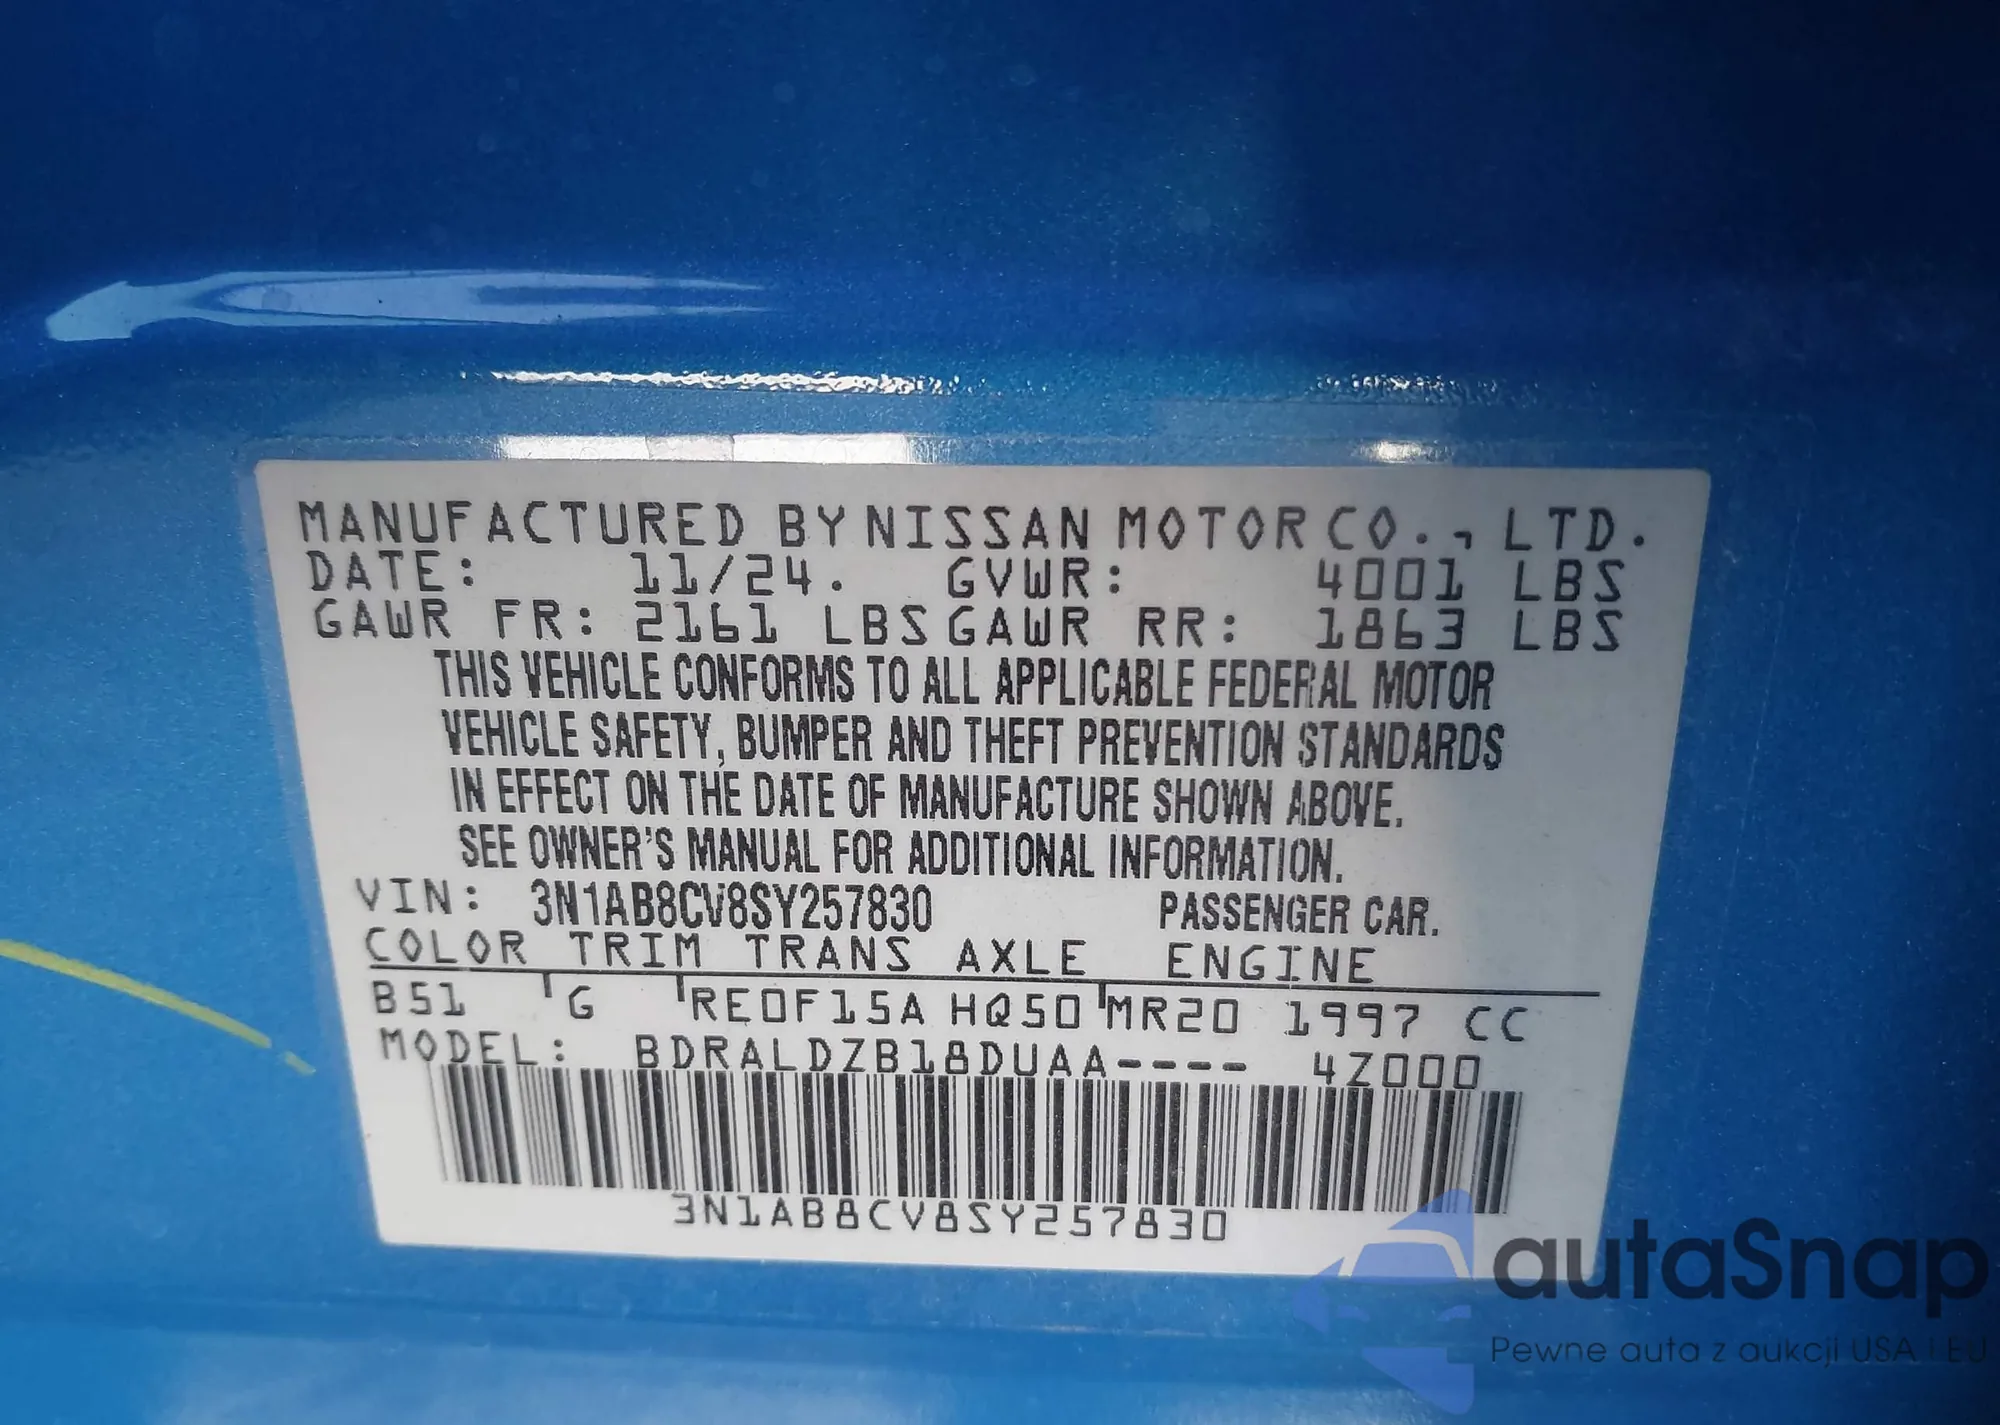 MANUFACTURED BY NISSAN MOTOR CO., LTD.
DATE: 11/24. GVWR: 4001 LBS
GAWR FR: 2161 LBS GAWR RR: 1863 LBS
THIS VEHICLE CONFORMS TO ALL APPLICABLE FEDERAL MOTOR
VEHICLE SAFETY, BUMPER AND THEFT PREVENTION STANDARDS
IN EFFECT ON THE DATE OF MANUFACTURE SHOWN ABOVE.
SEE OWNER'S MANUAL FOR ADDITIONAL INFORMATION.
VIN: 3N1AB8CV8SY257830 PASSENGER CAR.
COLOR TRIM TRANS AXLE ENGINE
B51 G RE0F15A HQ50 MR20 1997 CC
MODEL: BDRALDZB18DUAA---- 4Z000
3N1AB8CV8SY257830
autaSnap
Pewne auta z aukcji USA i EU